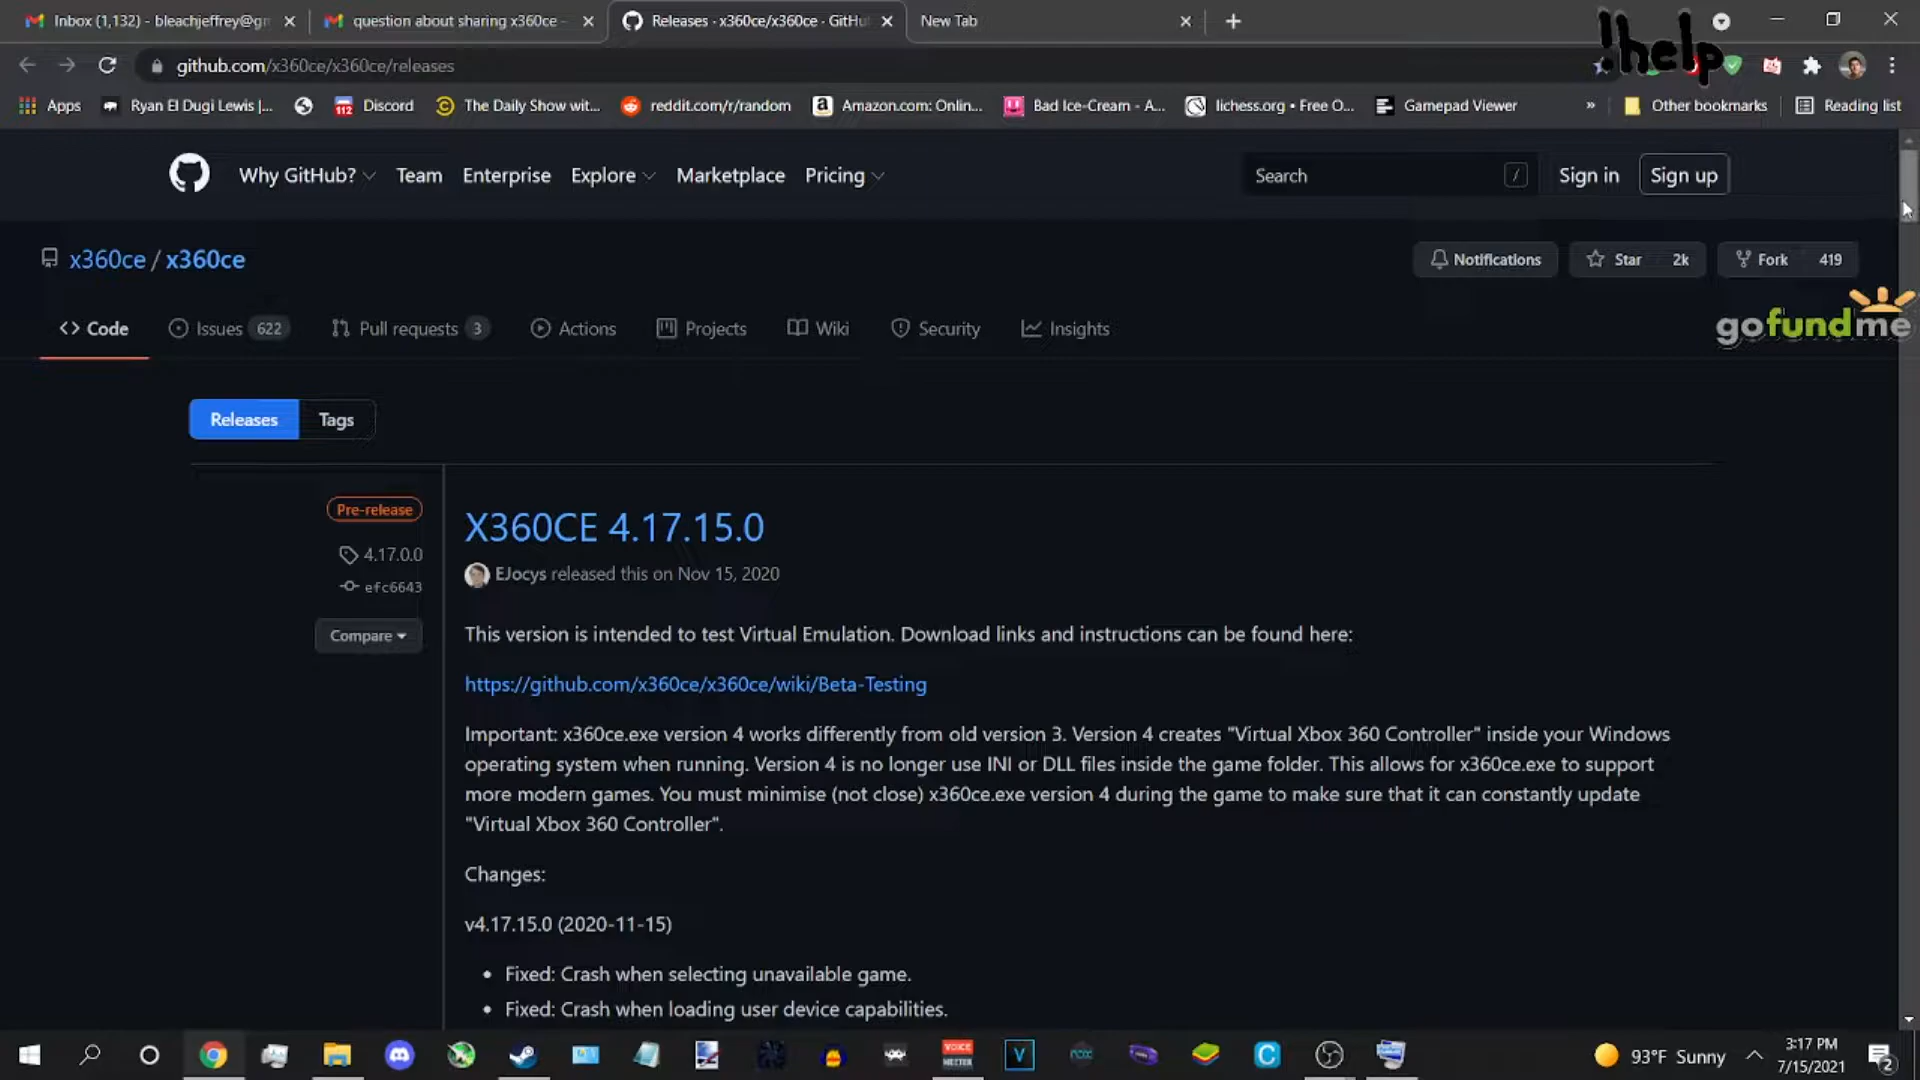 Inbox (1,132) - bleachjeffrey@gm
question about sharing x360ce -
Releases · x360ce/x360ce · GitHu
New Tab
!help
github.com/x360ce/x360ce/releases
Apps
Ryan El Dugi Lewis |...
112
Discord
The Daily Show wit...
reddit.com/r/random
Amazon.com: Onlin...
Bad Ice-Cream - A...
lichess.org • Free O...
Gamepad Viewer
»
Other bookmarks
Reading list
Why GitHub?
Team
Enterprise
Explore
Marketplace
Pricing
Search
/
Sign in
Sign up
x360ce / x360ce
Notifications
Star 2k
Fork 419
gofundme
<> Code
Issues 622
Pull requests 3
Actions
Projects
Wiki
Security
Insights
Releases
Tags
Pre-release
4.17.0.0
efc6643
Compare
X360CE 4.17.15.0
EJocys released this on Nov 15, 2020
This version is intended to test Virtual Emulation. Download links and instructions can be found here:
https://github.com/x360ce/x360ce/wiki/Beta-Testing
Important: x360ce.exe version 4 works differently from old version 3. Version 4 creates "Virtual Xbox 360 Controller" inside your Windows
operating system when running. Version 4 is no longer use INI or DLL files inside the game folder. This allows for x360ce.exe to support
more modern games. You must minimise (not close) x360ce.exe version 4 during the game to make sure that it can constantly update
"Virtual Xbox 360 Controller".
Changes:
v4.17.15.0 (2020-11-15)
• Fixed: Crash when selecting unavailable game.
• Fixed: Crash when loading user device capabilities.
VOICE
MEETER
V
nox
C
93°F Sunny
3:17 PM
7/15/2021
2